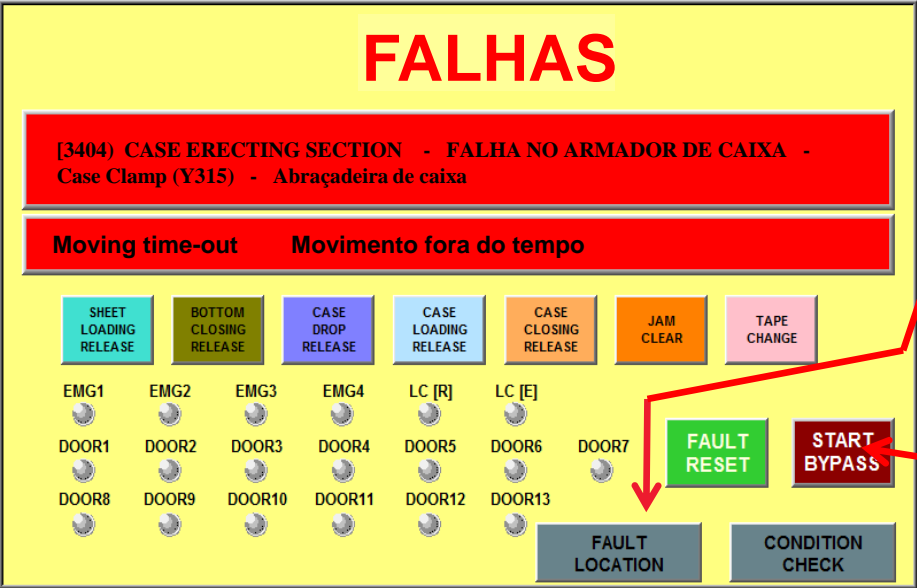 FALHAS
[3404) CASE ERECTING SECTION - FALHA NO ARMADOR DE CAIXA -
Case Clamp (Y315) - Abraçadeira de caixa
Moving time-out Movimento fora do tempo
SHEET
LOADING
RELEASE
BOTTOM
CLOSING
RELEASE
CASE
DROP
RELEASE
CASE
LOADING
RELEASE
CASE
CLOSING
RELEASE
JAM
CLEAR
TAPE
CHANGE
EMG1 EMG2 EMG3 EMG4 LC [R] LC [E]
DOOR1 DOOR2 DOOR3 DOOR4 DOOR5 DOOR6 DOOR7
FAULT
RESET
START
BYPASS
DOOR8 DOOR9 DOOR10 DOOR11 DOOR12 DOOR13
FAULT
LOCATION
CONDITION
CHECK